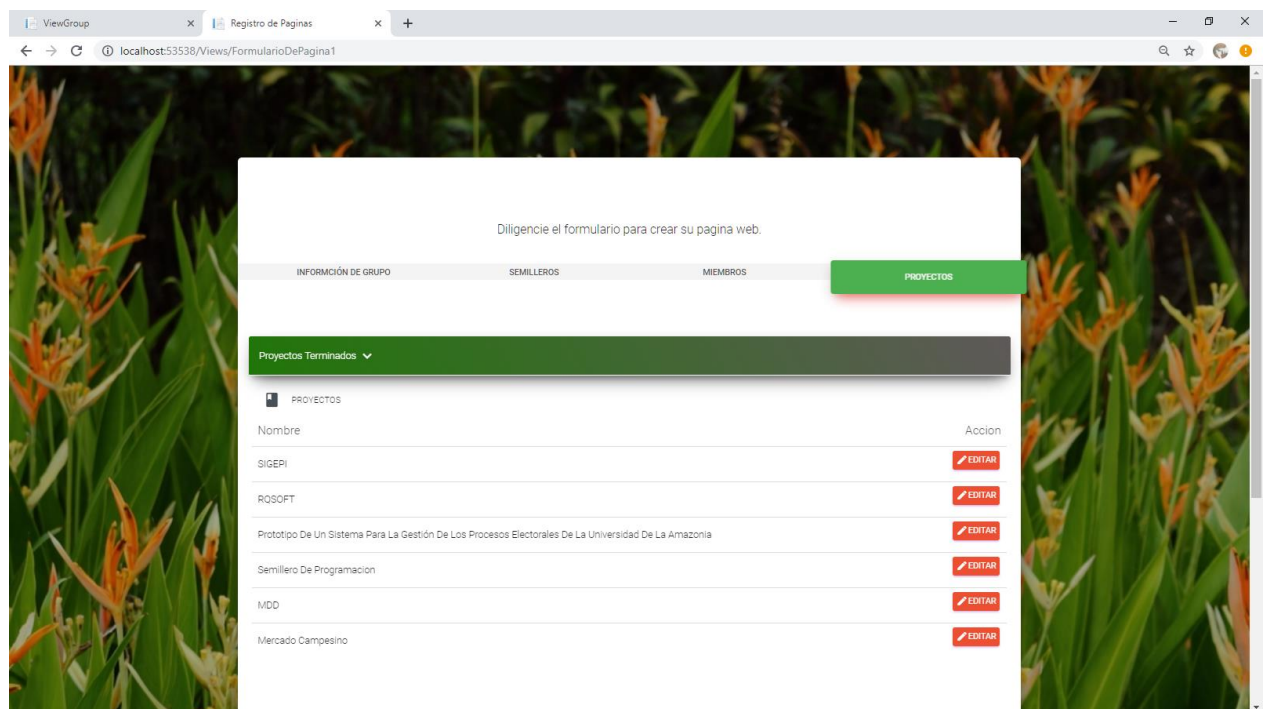 ViewGroup
Registro de Paginas
localhost:53538/Views/FormularioDePagina1
Diligencie el formulario para crear su pagina web.
INFORMCIÓN DE GRUPO SEMILLEROS MIEMBROS PROYECTOS
Proyectos Terminados
PROYECTOS
Nombre Accion
SIGEPI EDITAR
RQSOFT EDITAR
Prototipo De Un Sistema Para La Gestión De Los Procesos Electorales De La Universidad De La Amazonia EDITAR
Semillero De Programacion EDITAR
MDD EDITAR
Mercado Campesino EDITAR